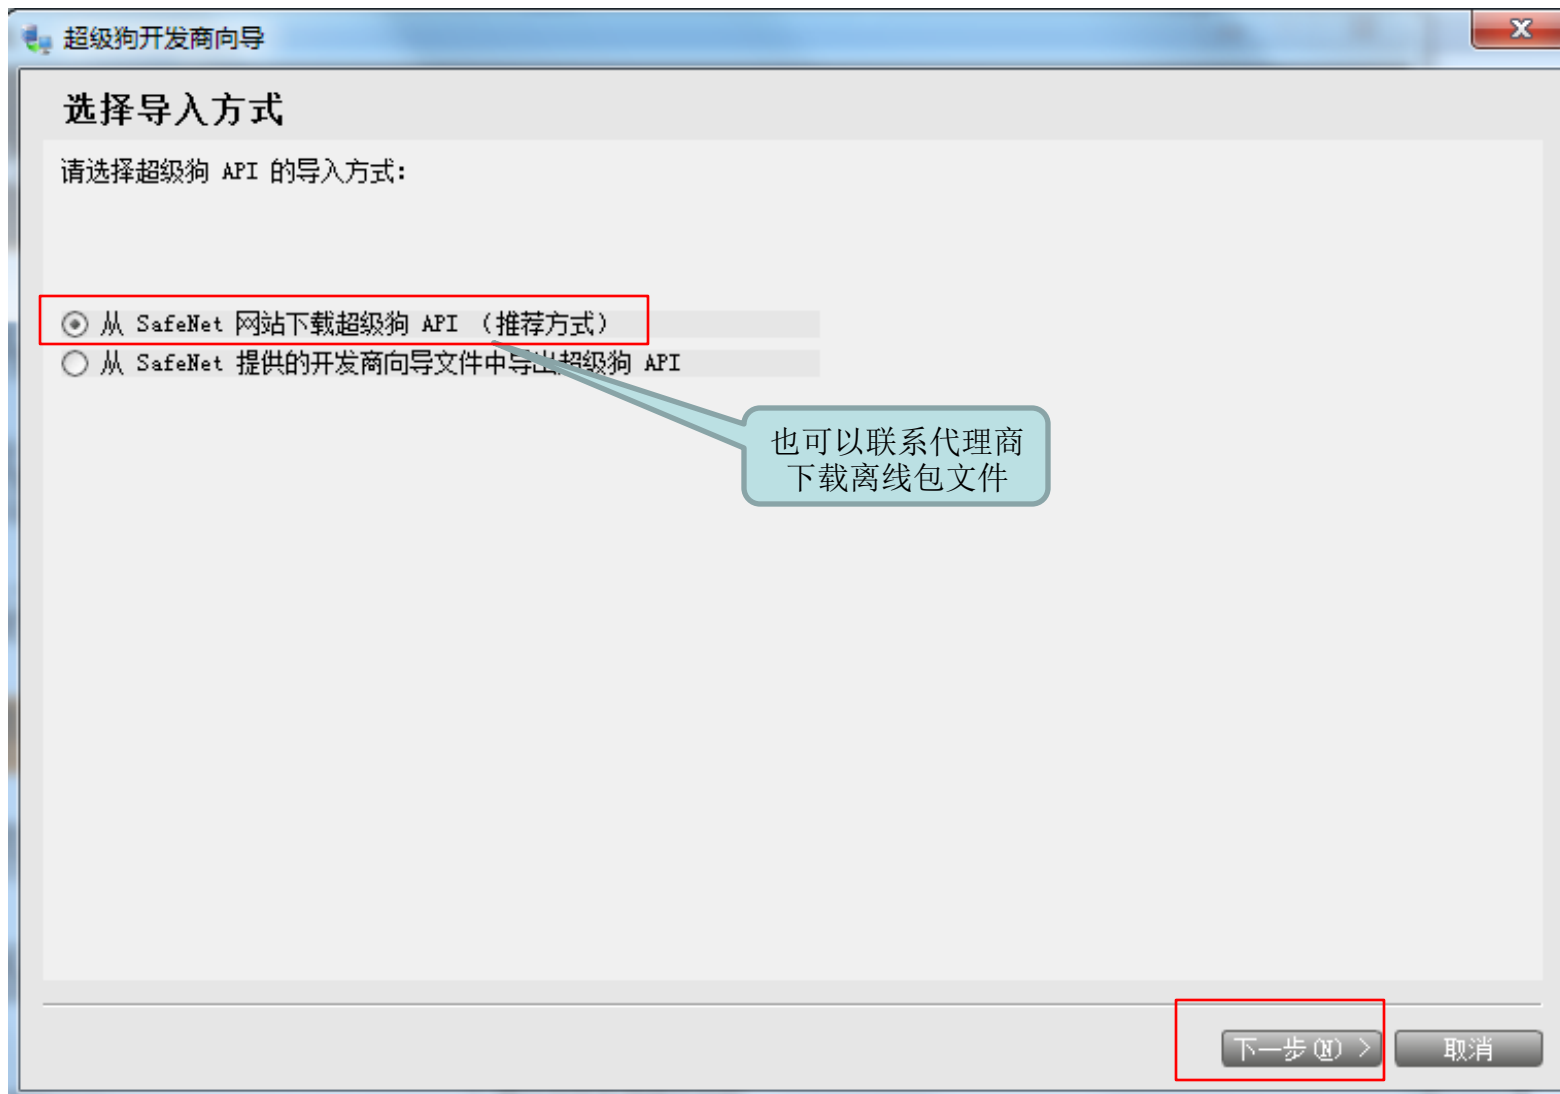 超级狗开发商向导
选择导入方式
请选择超级狗 API 的导入方式:
从 SafeNet 网站下载超级狗 API （推荐方式）
从 SafeNet 提供的开发商向导文件中导出超级狗 API
也可以联系代理商
下载离线包文件
下一步(N) >
取消